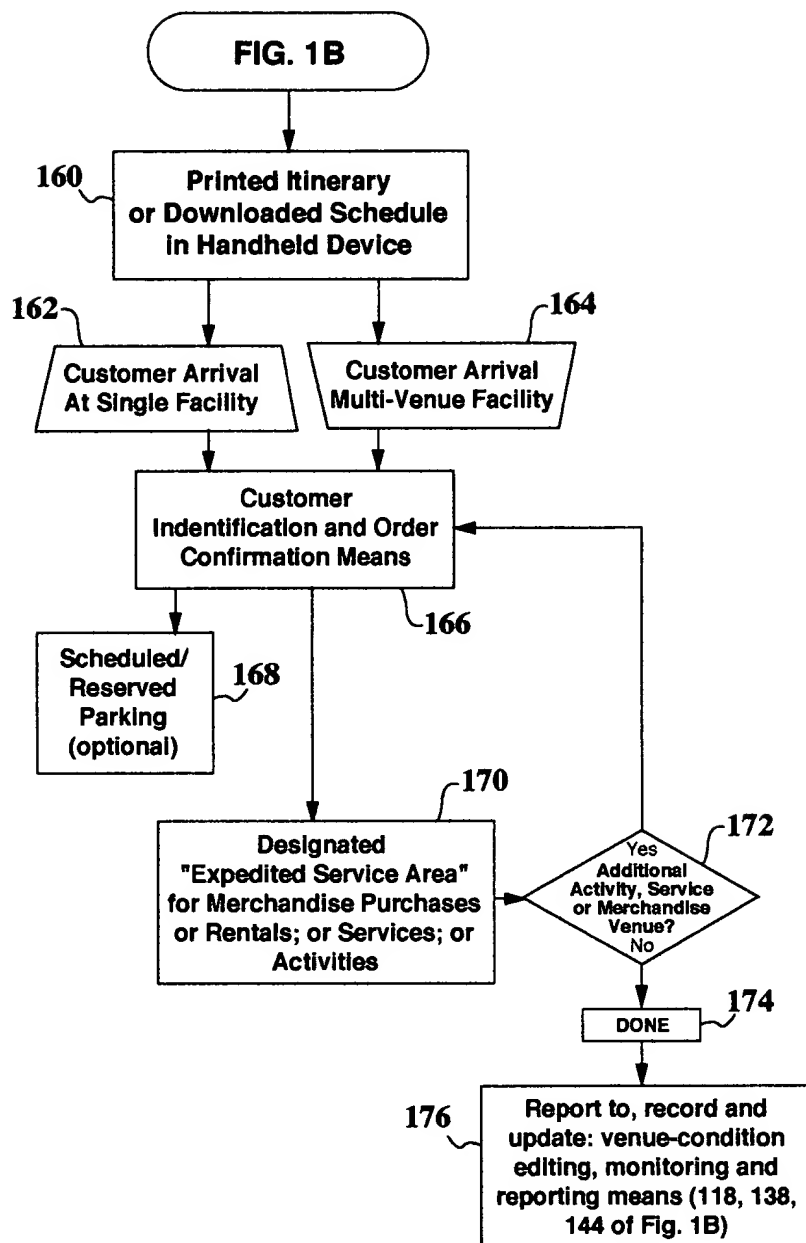 FIG. 1B
160
Printed Itinerary
or Downloaded Schedule
in Handheld Device
162
164
Customer Arrival
At Single Facility
Customer Arrival
Multi-Venue Facility
Customer
Indentification and Order
Confirmation Means
166
Scheduled/
Reserved
Parking
(optional)
168
170
Designated
"Expedited Service Area"
for Merchandise Purchases
or Rentals; or Services; or
Activities
172
Yes
Additional
Activity, Service
or Merchandise
Venue?
No
DONE
174
176
Report to, record and
update: venue-condition
editing, monitoring and
reporting means (118, 138,
144 of Fig. 1B)